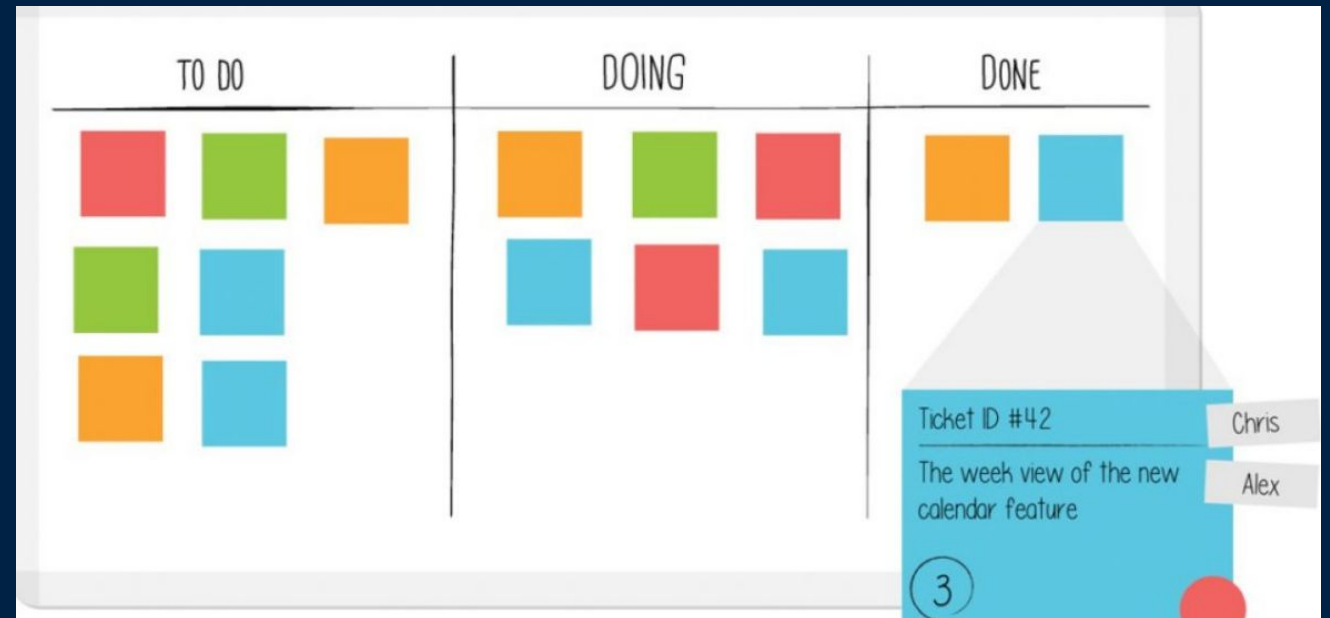 TO DO
DOING
DONE
Ticket ID #42
Chris
The week view of the new
calendar feature
Alex
3